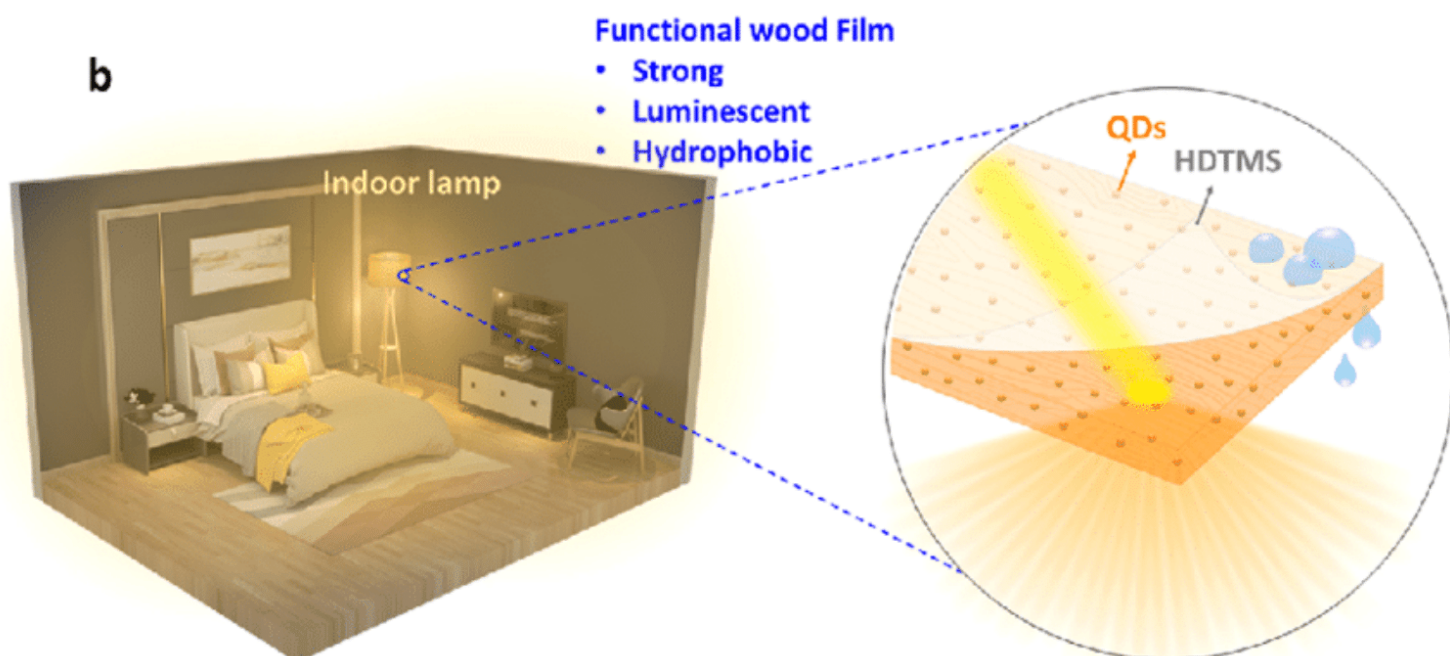 b
Functional wood Film
• Strong
• Luminescent
• Hydrophobic
Indoor lamp
QDs
HDTMS